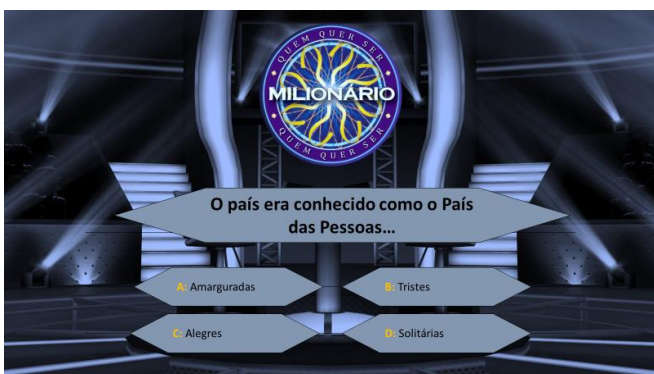 QUEM QUER SER
MILIONÁRIO
QUEM QUER SER
O país era conhecido como o País
das Pessoas...
A: Amarguradas
B: Tristes
C: Alegres
D: Solitárias